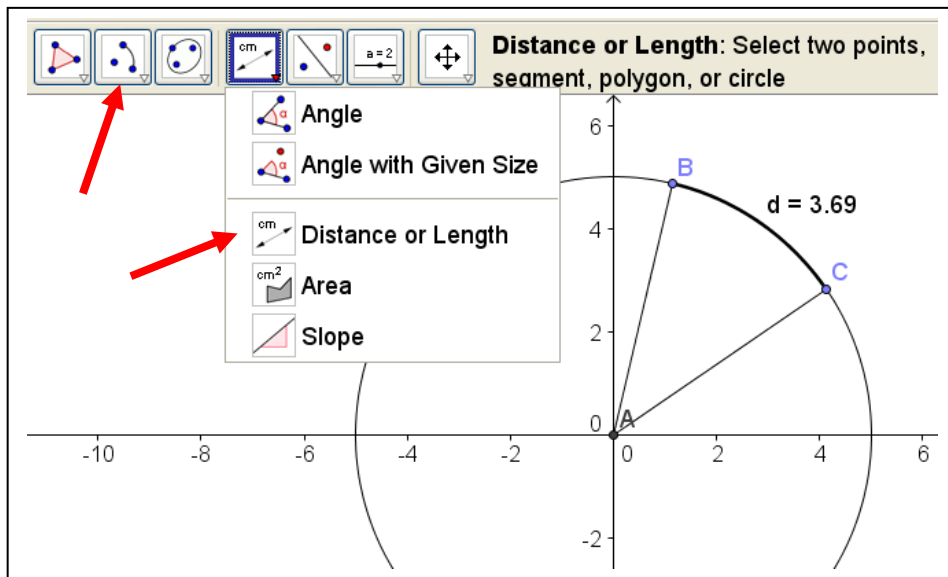 cm
a = 2
Distance or Length: Select two points,
segment, polygon, or circle
α Angle
α Angle with Given Size
cm Distance or Length
cm2 Area
Slope
B
d = 3.69
C
A
6
4
2
0
-2
-10
-8
-6
-4
-2
0
2
4
6